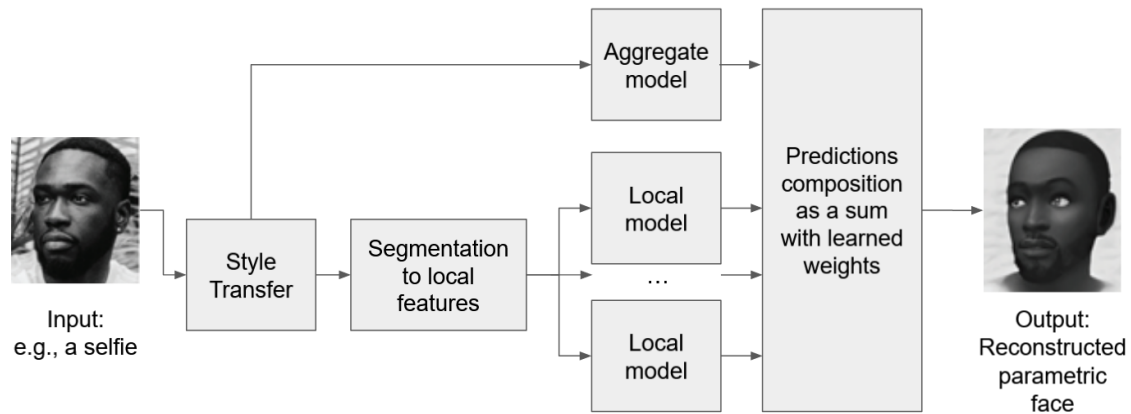 Input:
e.g., a selfie
Style
Transfer
Segmentation
to local
features
Aggregate
model
Local
model
...
Local
model
Predictions
composition
as a sum
with learned
weights
Output:
Reconstructed
parametric
face